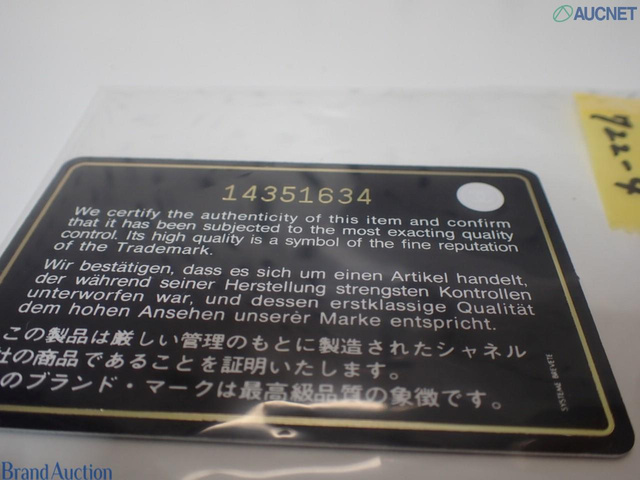 AUCNET
722-9
14351634
We certify the authenticity of this item and confirm
that it has been subjected to the most exacting quality
control. Its high quality is a symbol of the fine reputation
of the Trademark.
Wir bestätigen, dass es sich um einen Artikel handelt,
der während seiner Herstellung strengsten Kontrollen
unterworfen war, und dessen erstklassige Qualität
dem hohen Ansehen unserer Marke entspricht.
この製品は厳しい管理のもとに製造されたシャネル
社の商品であることを証明いたします。
のブランド・マークは最高級品質の象徴です。
SYSTEME BREVETE
Brand Auction